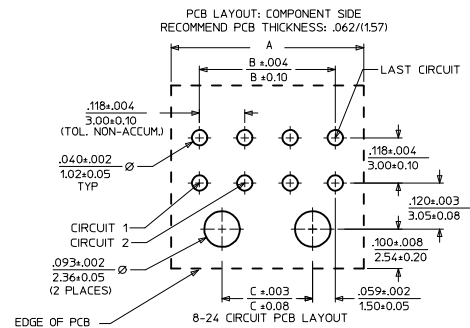 PCB LAYOUT: COMPONENT SIDE
RECOMMEND PCB THICKNESS: .062/(1.57)
A
B ±.004
B ±0.10
LAST CIRCUIT
.118±.004
3.00±0.10
(TOL. NON-ACCUM.)
.118±.004
3.00±0.10
.040±.002
1.02±0.05
Ø
TYP
.120±.003
3.05±0.08
CIRCUIT 1
CIRCUIT 2
.093±.002
2.36±0.05
Ø
(2 PLACES)
.100±.008
2.54±0.20
C ±.003
C ±0.08
.059±.002
1.50±0.05
EDGE OF PCB
8-24 CIRCUIT PCB LAYOUT